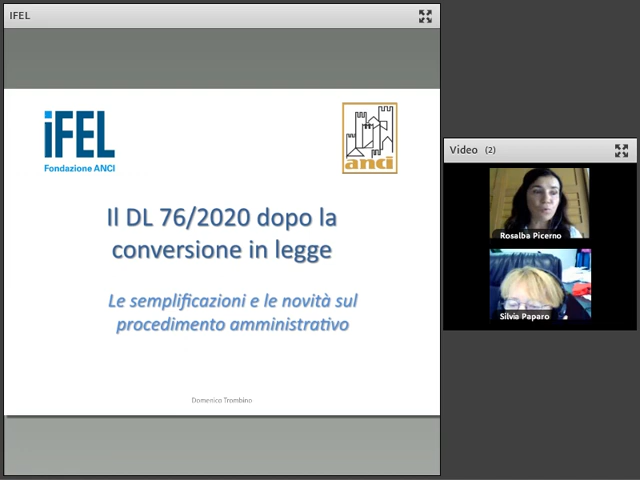 IFEL
iFEL
Fondazione ANCI
anci
Il DL 76/2020 dopo la
conversione in legge
Le semplificazioni e le novità sul
procedimento amministrativo
Domenico Trombino
Video (2)
Rosalba Picerno
Silvia Paparo